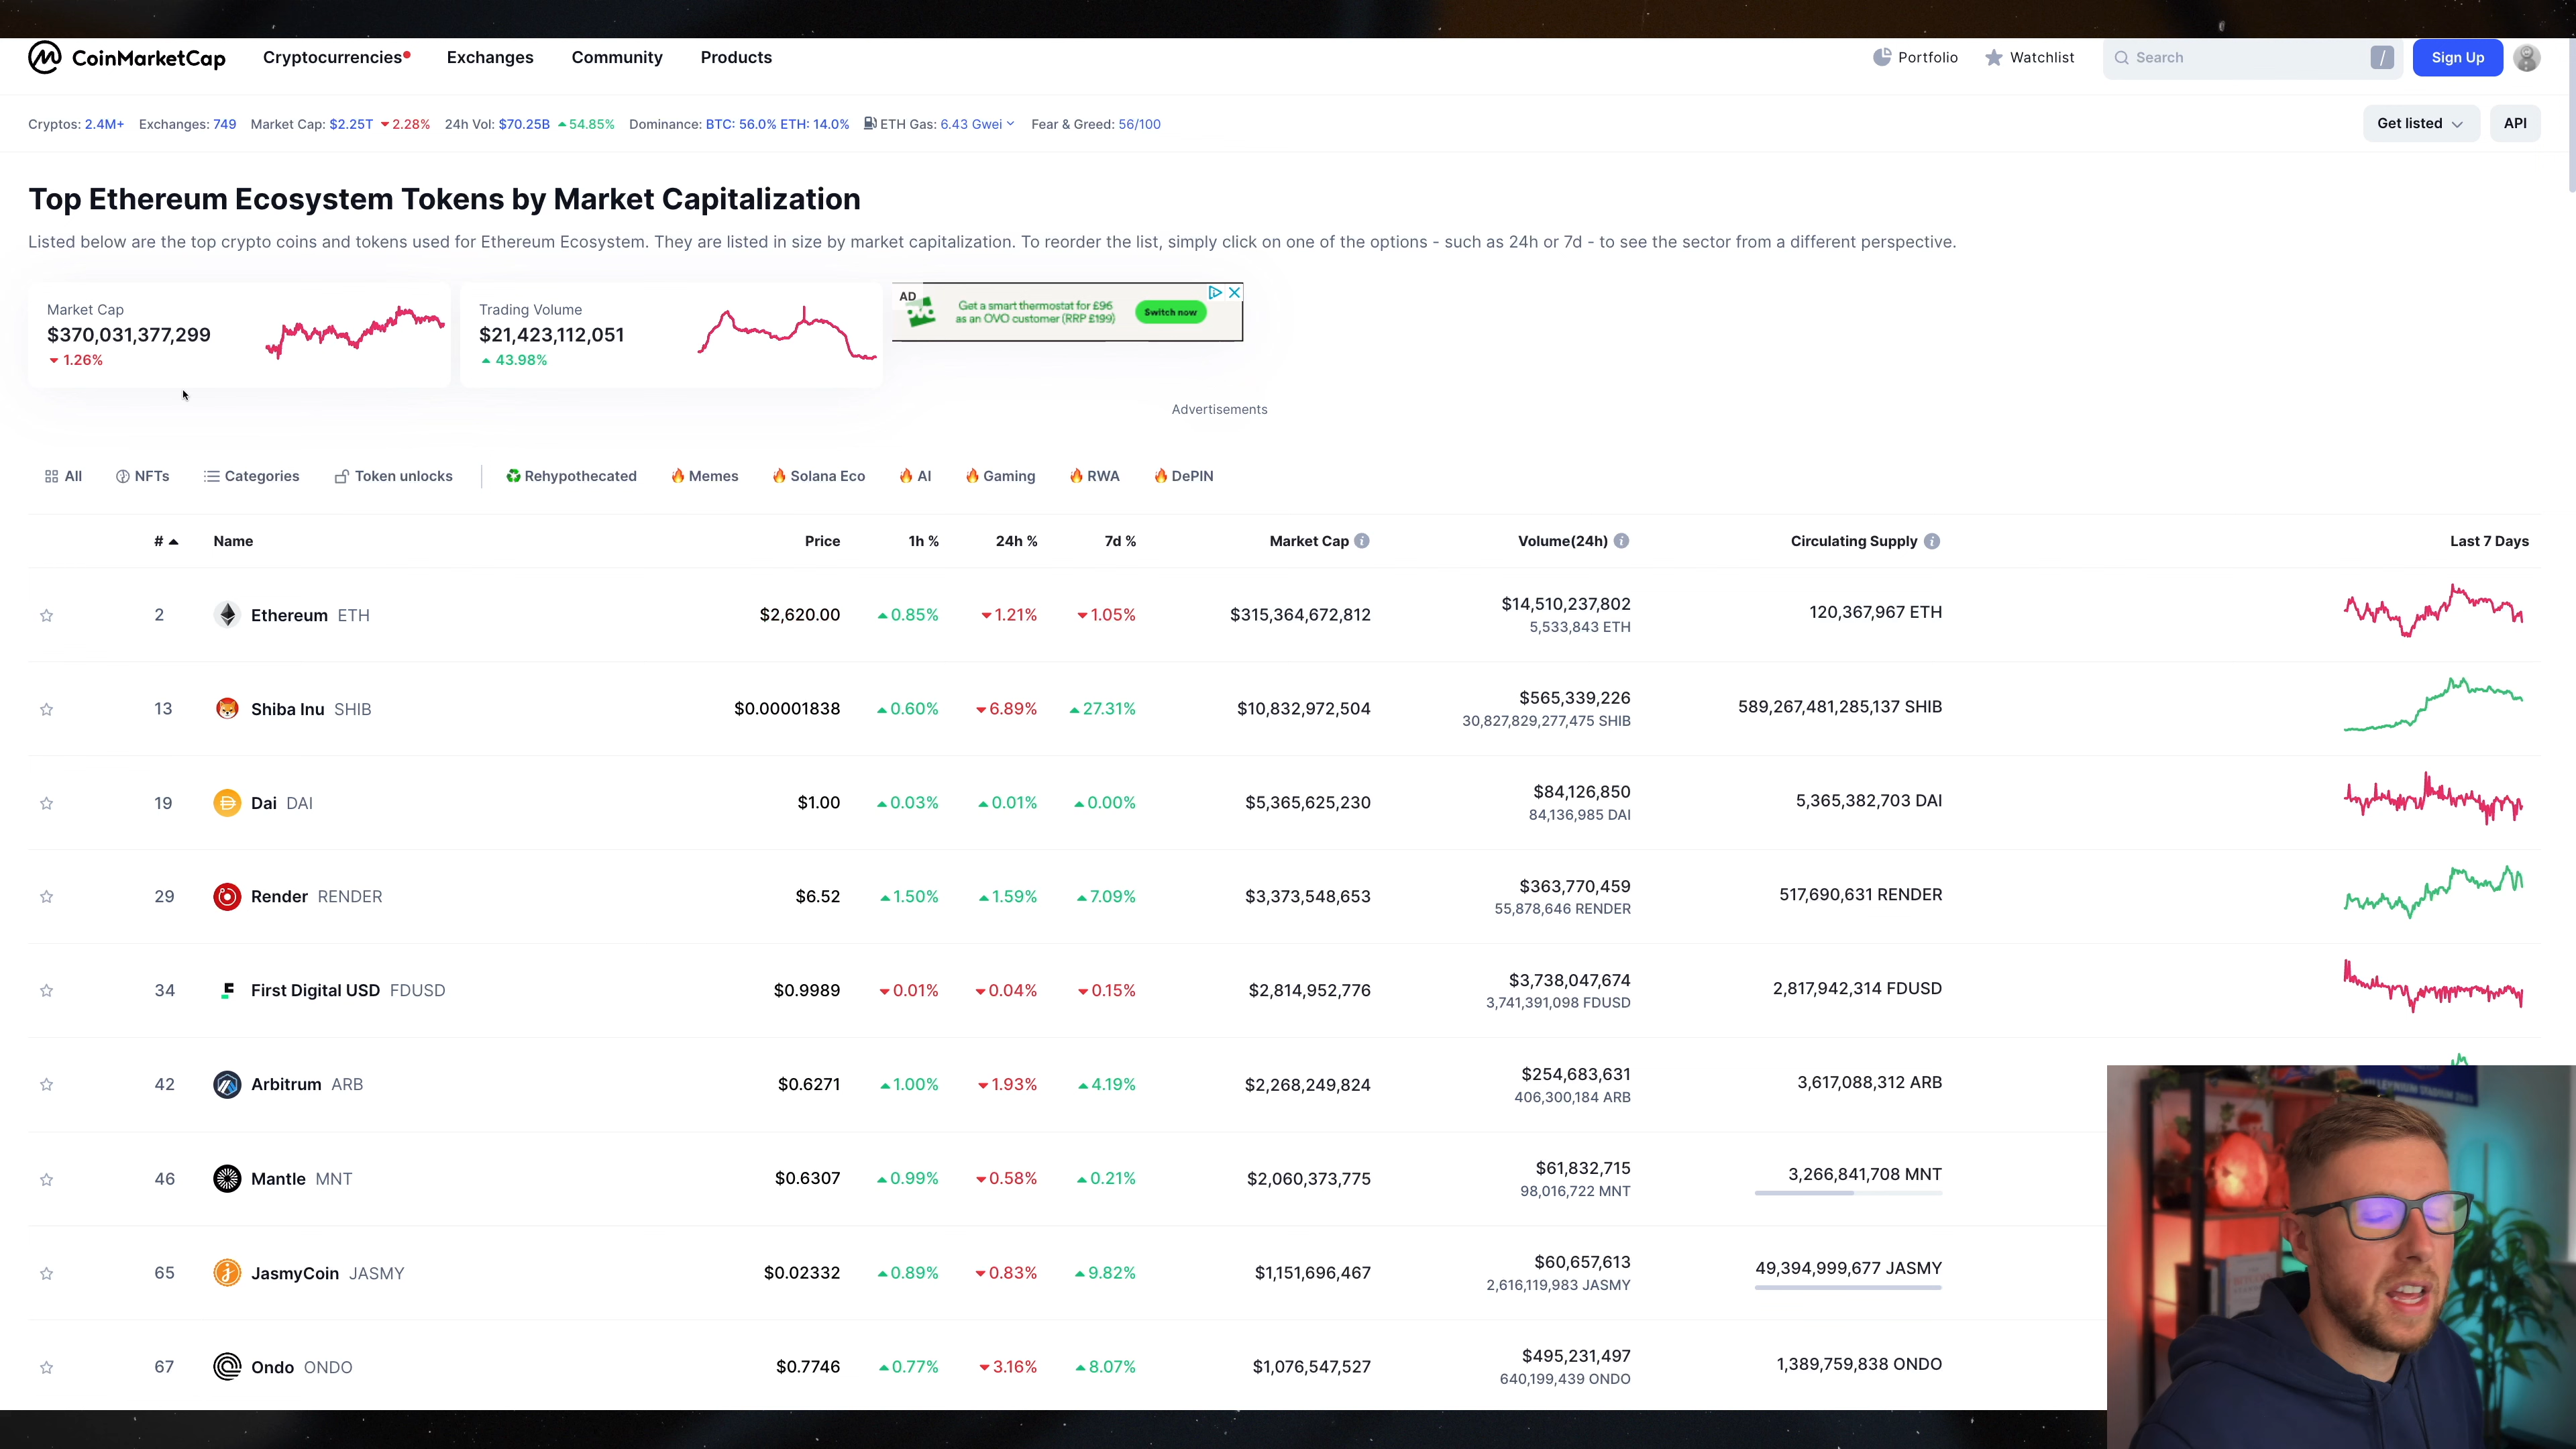 CoinMarketCap Cryptocurrencies Exchanges Community Products Portfolio Watchlist Search / Sign Up
Cryptos: 2.4M+ Exchanges: 749 Market Cap: $2.25T 2.28% 24h Vol: $70.25B 54.85% Dominance: BTC: 56.0% ETH: 14.0% ETH Gas: 6.43 Gwei Fear & Greed: 56/100 Get listed API
Top Ethereum Ecosystem Tokens by Market Capitalization
Listed below are the top crypto coins and tokens used for Ethereum Ecosystem. They are listed in size by market capitalization. To reorder the list, simply click on one of the options - such as 24h or 7d - to see the sector from a different perspective.
Market Cap
$370,031,377,299
1.26%
Trading Volume
$21,423,112,051
43.98%
AD
Get a smart thermostat for £96
as an OVO customer (RRP £199)
Switch now
Advertisements
All NFTs Categories Token unlocks Rehypothecated Memes Solana Eco AI Gaming RWA DePIN
# Name Price 1h % 24h % 7d % Market Cap Volume(24h) Circulating Supply Last 7 Days
2 Ethereum ETH $2,620.00 0.85% 1.21% 1.05% $315,364,672,812 $14,510,237,802 120,367,967 ETH
5,533,843 ETH
13 Shiba Inu SHIB $0.00001838 0.60% 6.89% 27.31% $10,832,972,504 $565,339,226 589,267,481,285,137 SHIB
30,827,829,277,475 SHIB
19 Dai DAI $1.00 0.03% 0.01% 0.00% $5,365,625,230 $84,126,850 5,365,382,703 DAI
84,136,985 DAI
29 Render RENDER $6.52 1.50% 1.59% 7.09% $3,373,548,653 $363,770,459 517,690,631 RENDER
55,878,646 RENDER
34 First Digital USD FDUSD $0.9989 0.01% 0.04% 0.15% $2,814,952,776 $3,738,047,674 2,817,942,314 FDUSD
3,741,391,098 FDUSD
42 Arbitrum ARB $0.6271 1.00% 1.93% 4.19% $2,268,249,824 $254,683,631 3,617,088,312 ARB
406,300,184 ARB
46 Mantle MNT $0.6307 0.99% 0.58% 0.21% $2,060,373,775 $61,832,715 3,266,841,708 MNT
98,016,722 MNT
65 JasmyCoin JASMY $0.02332 0.89% 0.83% 9.82% $1,151,696,467 $60,657,613 49,394,999,677 JASMY
2,616,119,983 JASMY
67 Ondo ONDO $0.7746 0.77% 3.16% 8.07% $1,076,547,527 $495,231,497 1,389,759,838 ONDO
640,199,439 ONDO